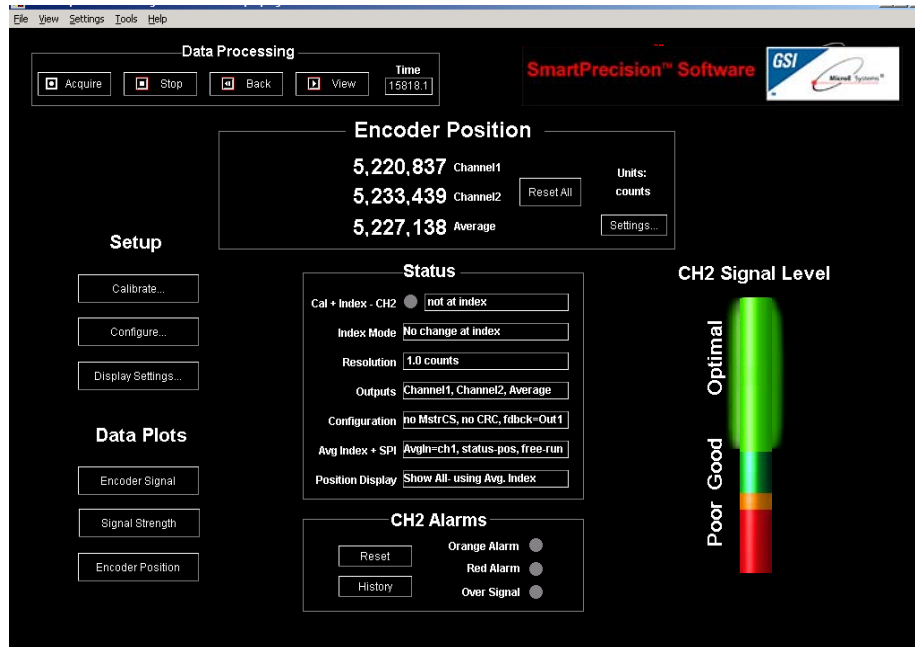 File View Settings Tools Help
Data Processing
Acquire Stop Back View
Time
15818.1
SmartPrecision™ Software
GSI
MicroE Systems®
Encoder Position
5,220,837 Channel1
5,233,439 Channel2
5,227,138 Average
Reset All
Units:
counts
Settings...
Setup
Calibrate...
Configure...
Display Settings...
Data Plots
Encoder Signal
Signal Strength
Encoder Position
Status
Cal + Index - CH2 not at index
Index Mode No change at index
Resolution 1.0 counts
Outputs Channel1, Channel2, Average
Configuration no MstrCS, no CRC, fdbck=Out1
Avg Index + SPI AvgIn=ch1, status-pos, free-run
Position Display Show All- using Avg. Index
CH2 Alarms
Reset
History
Orange Alarm
Red Alarm
Over Signal
CH2 Signal Level
Optimal
Good
Poor